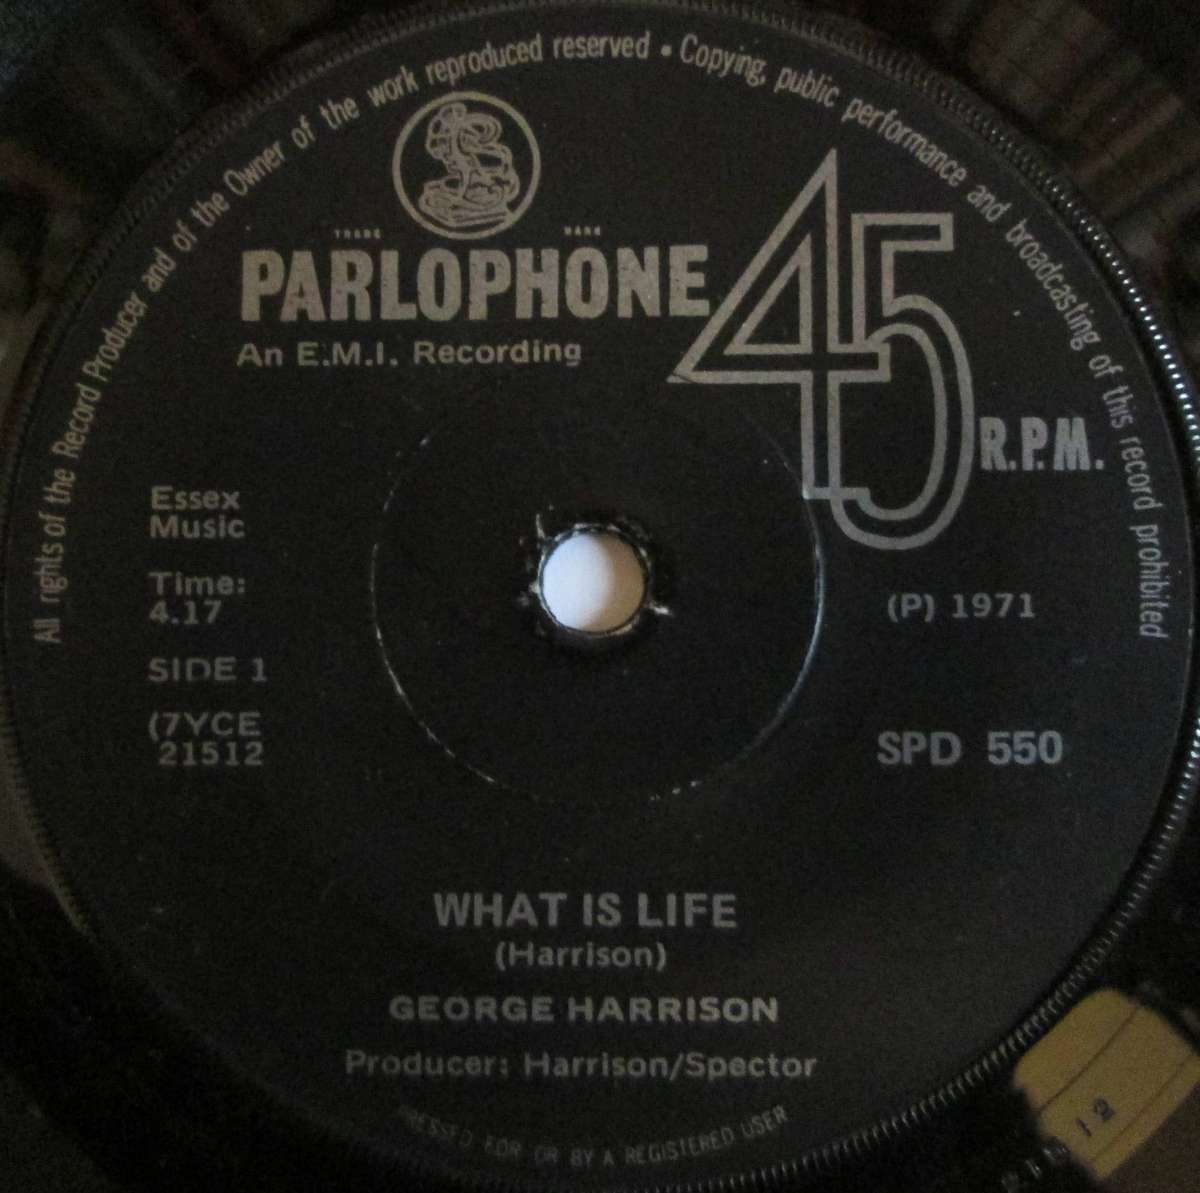 All rights of the Record Producer and of the Owner of the work reproduced reserved • Copying, public performance and broadcasting of this record prohibited
TRADE MARK
PARLOPHONE
An E.M.I. Recording
45
R.P.M.
Essex
Music
Time:
4.17
SIDE 1
(7YCE
21512
(P) 1971
SPD 550
WHAT IS LIFE
(Harrison)
GEORGE HARRISON
Producer: Harrison/Spector
PRESSED FOR OR BY A REGISTERED USER
12